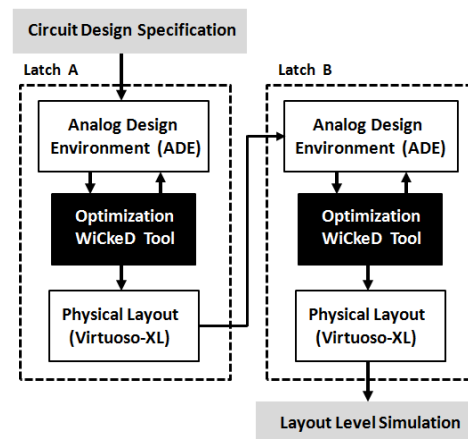 Circuit Design Specification
Latch A
Analog Design
Environment (ADE)
Optimization
WiCkeD Tool
Physical Layout
(Virtuoso-XL)
Latch B
Analog Design
Environment (ADE)
Optimization
WiCkeD Tool
Physical Layout
(Virtuoso-XL)
Layout Level Simulation